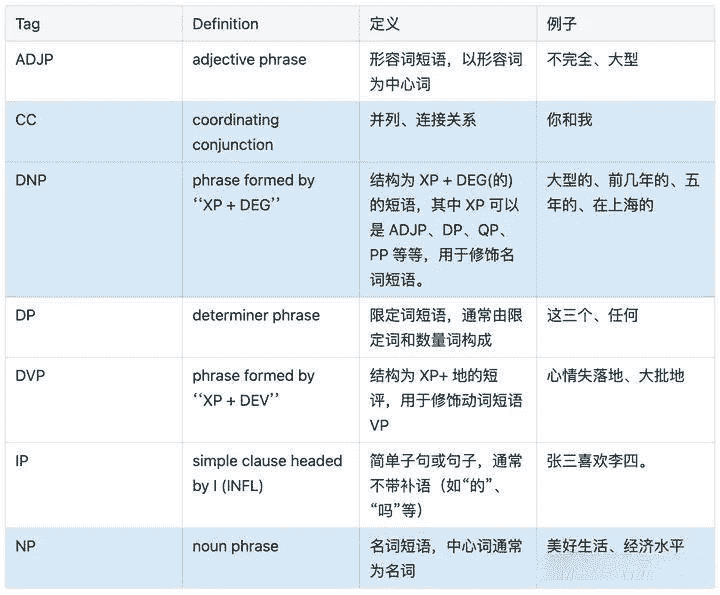 Tag Definition 定义 例子
ADJP adjective phrase 形容词短语，以形容词 不完全、大型
为中心词
CC coordinating 并列、连接关系 你和我
conjunction
DNP phrase formed by 结构为 XP + DEG(的) 大型的、前几年的、五
‘‘XP + DEG’’ 的短语，其中 XP 可以 年的、在上海的
是 ADJP、DP、QP、
PP 等等，用于修饰名
词短语。
DP determiner phrase 限定词短语，通常由限 这三个、任何
定词和数量词构成
DVP phrase formed by 结构为 XP+ 地的短 心情失落地、大批地
‘‘XP + DEV’’ 评，用于修饰动词短语
VP
IP simple clause headed 简单子句或句子，通常 张三喜欢李四。
by I (INFL) 不带补语（如“的”、
“吗”等）
NP noun phrase 名词短语，中心词通常 美好生活、经济水平
为名词